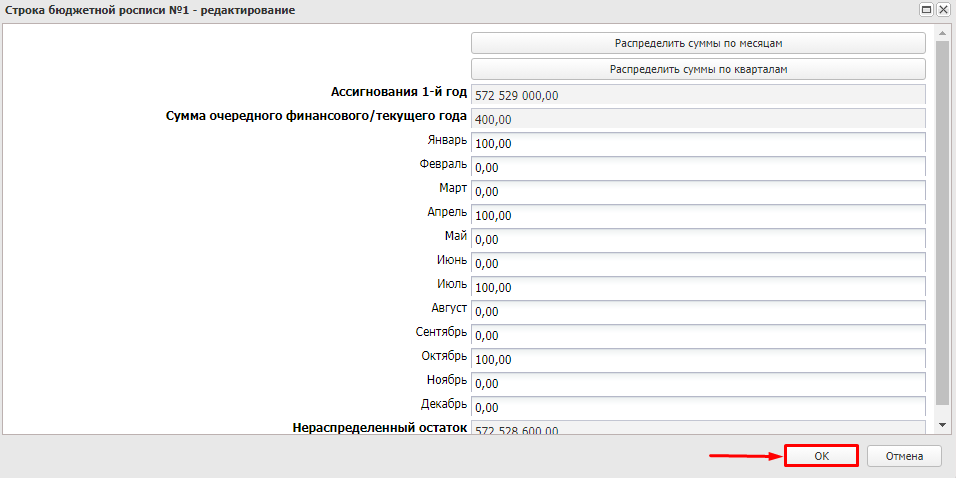 Строка бюджетной росписи №1 - редактирование
Распределить суммы по месяцам
Распределить суммы по кварталам
Ассигнования 1-й год 572 529 000,00
Сумма очередного финансового/текущего года 400,00
Январь 100,00
Февраль 0,00
Март 0,00
Апрель 100,00
Май 0,00
Июнь 0,00
Июль 100,00
Август 0,00
Сентябрь 0,00
Октябрь 100,00
Ноябрь 0,00
Декабрь 0,00
Нераспределенный остаток 572 528 600,00
ОК Отмена